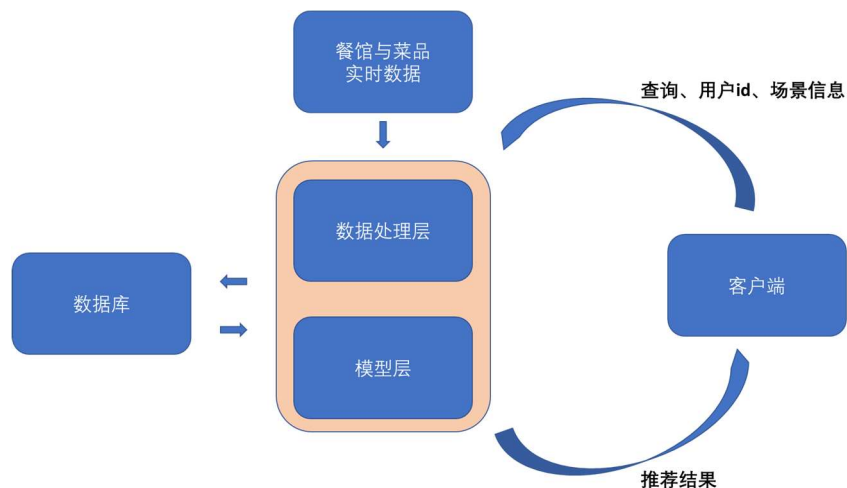 餐馆与菜品
实时数据
查询、用户id、场景信息
数据处理层
数据库
客户端
模型层
推荐结果